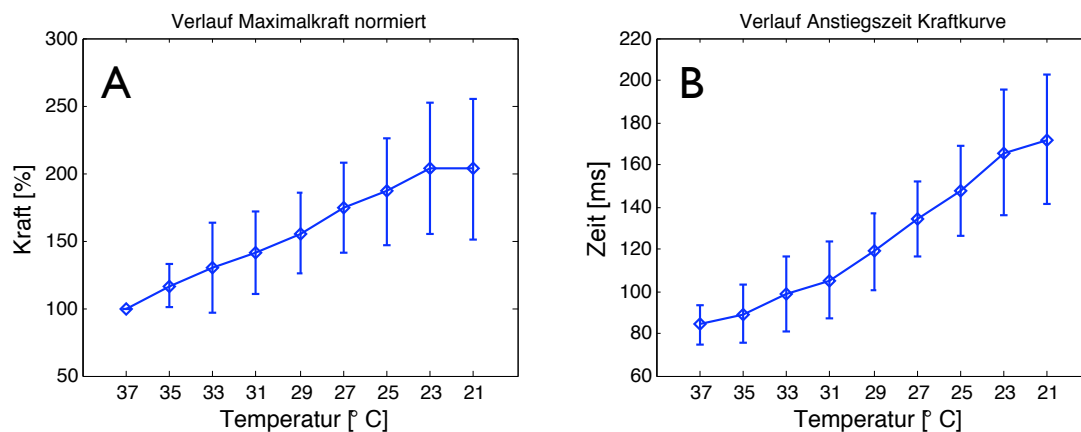 Verlauf Maximalkraft normiert
A
Kraft [%]
300
250
200
150
100
50
37 35 33 31 29 27 25 23 21
Temperatur [° C]
Verlauf Anstiegszeit Kraftkurve
B
Zeit [ms]
220
200
180
160
140
120
100
80
60
37 35 33 31 29 27 25 23 21
Temperatur [° C]